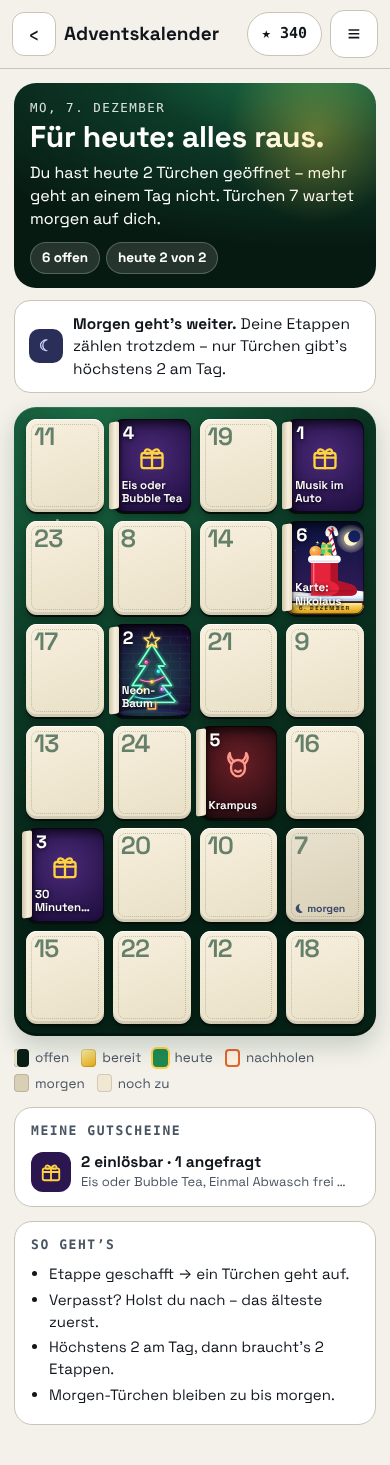 < Adventskalender ★ 340 ≡
MO, 7. DEZEMBER
Für heute: alles raus.
Du hast heute 2 Türchen geöffnet – mehr
geht an einem Tag nicht. Türchen 7 wartet
morgen auf dich.
6 offen heute 2 von 2
Morgen geht's weiter. Deine Etappen
zählen trotzdem – nur Türchen gibt's
höchstens 2 am Tag.
11
4
Eis oder
Bubble Tea
19
1
Musik im
Auto
23
8
14
6
Karte:
Nikolaus
6. DEZEMBER
17
2
Neon-
Baum
21
9
13
24
5
Krampus
16
3
30
Minuten…
20
10
7
morgen
15
22
12
18
offen bereit heute nachholen
morgen noch zu
MEINE GUTSCHEINE
2 einlösbar · 1 angefragt
Eis oder Bubble Tea, Einmal Abwasch frei …
SO GEHT'S
• Etappe geschafft → ein Türchen geht auf.
• Verpasst? Holst du nach – das älteste
zuerst.
• Höchstens 2 am Tag, dann braucht's 2
Etappen.
• Morgen-Türchen bleiben zu bis morgen.